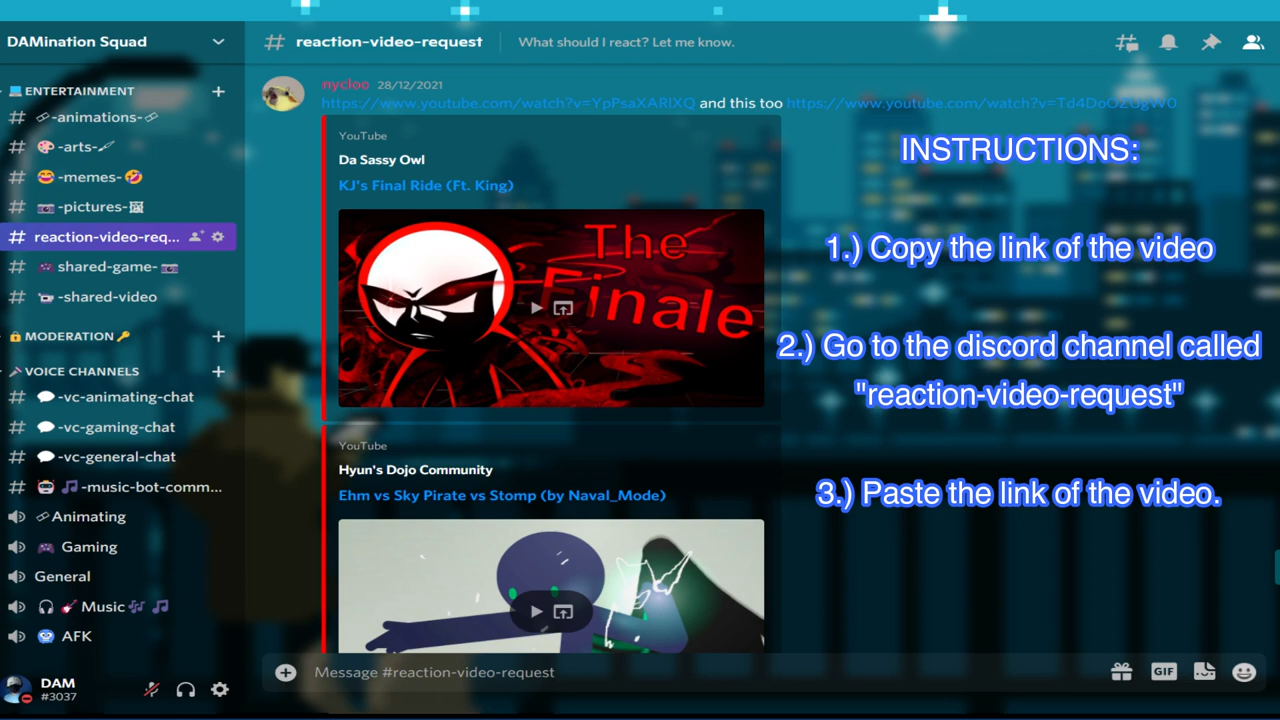 DAMination Squad
reaction-video-request
What should I react? Let me know.
ENTERTAINMENT
-animations-
-arts-
-memes-
-pictures-
reaction-video-req...
shared-game-
-shared-video
MODERATION
VOICE CHANNELS
-vc-animating-chat
-vc-gaming-chat
-vc-general-chat
-music-bot-comm...
Animating
Gaming
General
Music
AFK
DAM
#3037
nycloo 28/12/2021
https://www.youtube.com/watch?v=YpPsaXARIXQ and this too
YouTube
Da Sassy Owl
KJ's Final Ride (Ft. King)
The
Finale
YouTube
Hyun's Dojo Community
Ehm vs Sky Pirate vs Stomp (by Naval_Mode)
Message #reaction-video-request
GIF
INSTRUCTIONS:
1.) Copy the link of the video
2.) Go to the discord channel called
"reaction-video-request"
3.) Paste the link of the video.